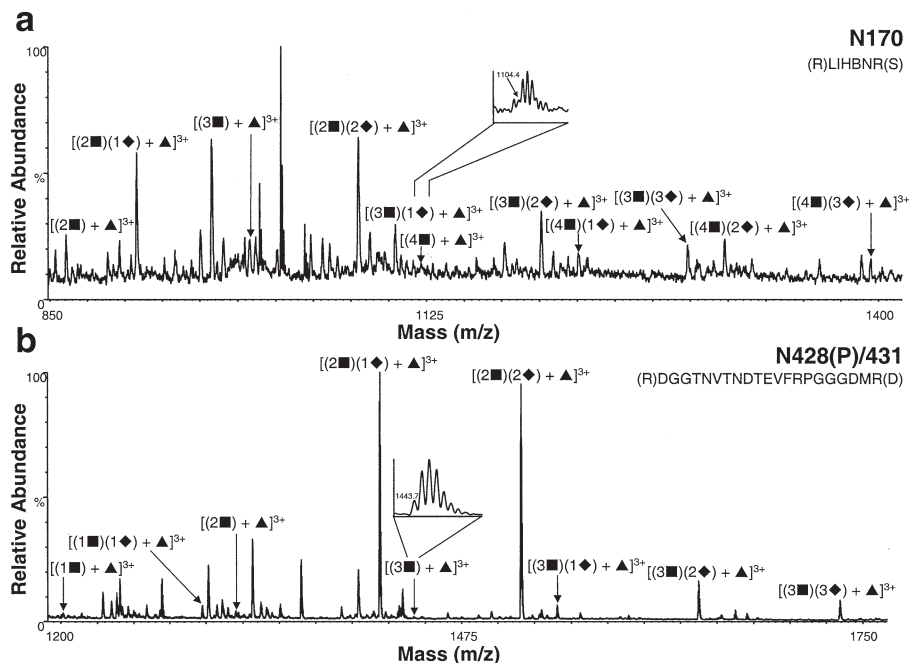 a
N170
(R)LIHBNR(S)
100
Relative Abundance
%
0
[(2■) + ▲]3+
[(2■)(1◆) + ▲]3+
[(3■) + ▲]3+
[(2■)(2◆) + ▲]3+
1104.4
[(3■)(1◆) + ▲]3+
[(4■) + ▲]3+
[(3■)(2◆) + ▲]3+
[(4■)(1◆) + ▲]3+
[(3■)(3◆) + ▲]3+
[(4■)(2◆) + ▲]3+
[(4■)(3◆) + ▲]3+
850
1125
1400
Mass (m/z)
b
N428(P)/431
(R)DGGTNVTNDTEVFRPGGGDMR(D)
100
Relative Abundance
%
0
[(1■) + ▲]3+
[(1■)(1◆) + ▲]3+
[(2■) + ▲]3+
[(2■)(1◆) + ▲]3+
1443.7
[(3■) + ▲]3+
[(2■)(2◆) + ▲]3+
[(3■)(1◆) + ▲]3+
[(3■)(2◆) + ▲]3+
[(3■)(3◆) + ▲]3+
1200
1475
1750
Mass (m/z)